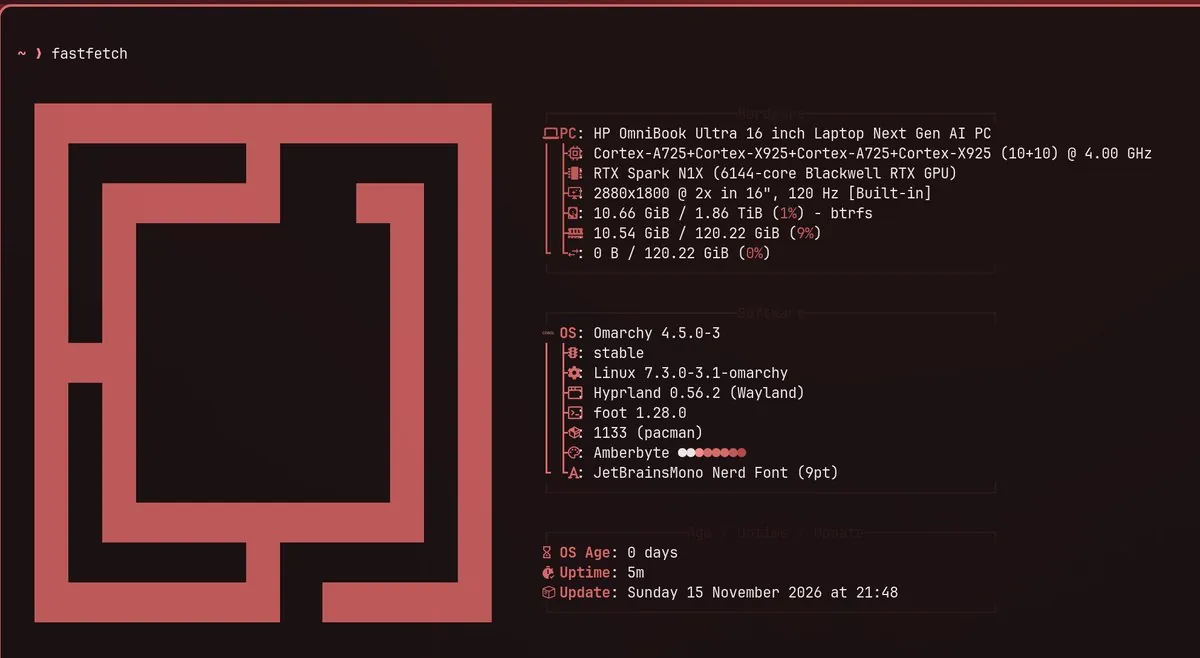 ~ ❯ fastfetch
Hardware
PC: HP OmniBook Ultra 16 inch Laptop Next Gen AI PC
: Cortex-A725+Cortex-X925+Cortex-A725+Cortex-X925 (10+10) @ 4.00 GHz
: RTX Spark N1X (6144-core Blackwell RTX GPU)
: 2880x1800 @ 2x in 16", 120 Hz [Built-in]
: 10.66 GiB / 1.86 TiB (1%) - btrfs
: 10.54 GiB / 120.22 GiB (9%)
: 0 B / 120.22 GiB (0%)
Software
OS: Omarchy 4.5.0-3
: stable
: Linux 7.3.0-3.1-omarchy
: Hyprland 0.56.2 (Wayland)
: foot 1.28.0
: 1133 (pacman)
: Amberbyte
: JetBrainsMono Nerd Font (9pt)
Age / Uptime / Update
OS Age: 0 days
Uptime: 5m
Update: Sunday 15 November 2026 at 21:48